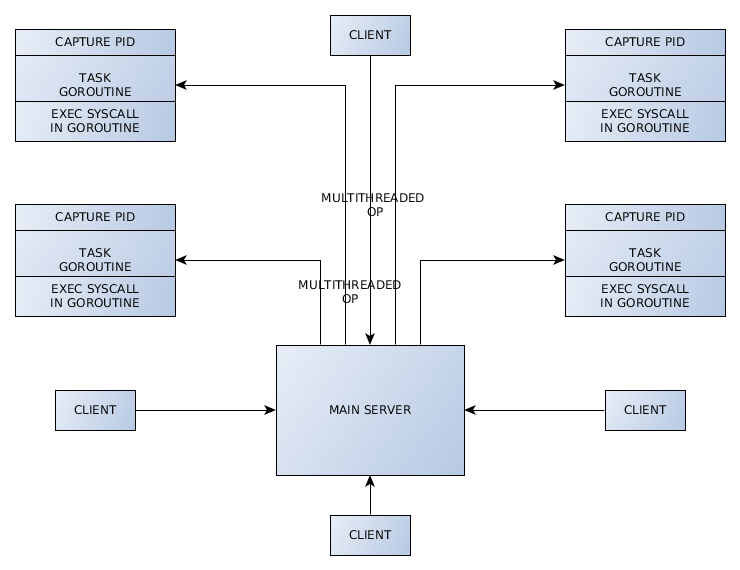 CLIENT
CAPTURE PID
TASK
GOROUTINE
EXEC SYSCALL
IN GOROUTINE
CAPTURE PID
TASK
GOROUTINE
EXEC SYSCALL
IN GOROUTINE
MULTITHREADED
OP
CAPTURE PID
TASK
GOROUTINE
EXEC SYSCALL
IN GOROUTINE
CAPTURE PID
TASK
GOROUTINE
EXEC SYSCALL
IN GOROUTINE
MULTITHREADED
OP
CLIENT
MAIN SERVER
CLIENT
CLIENT